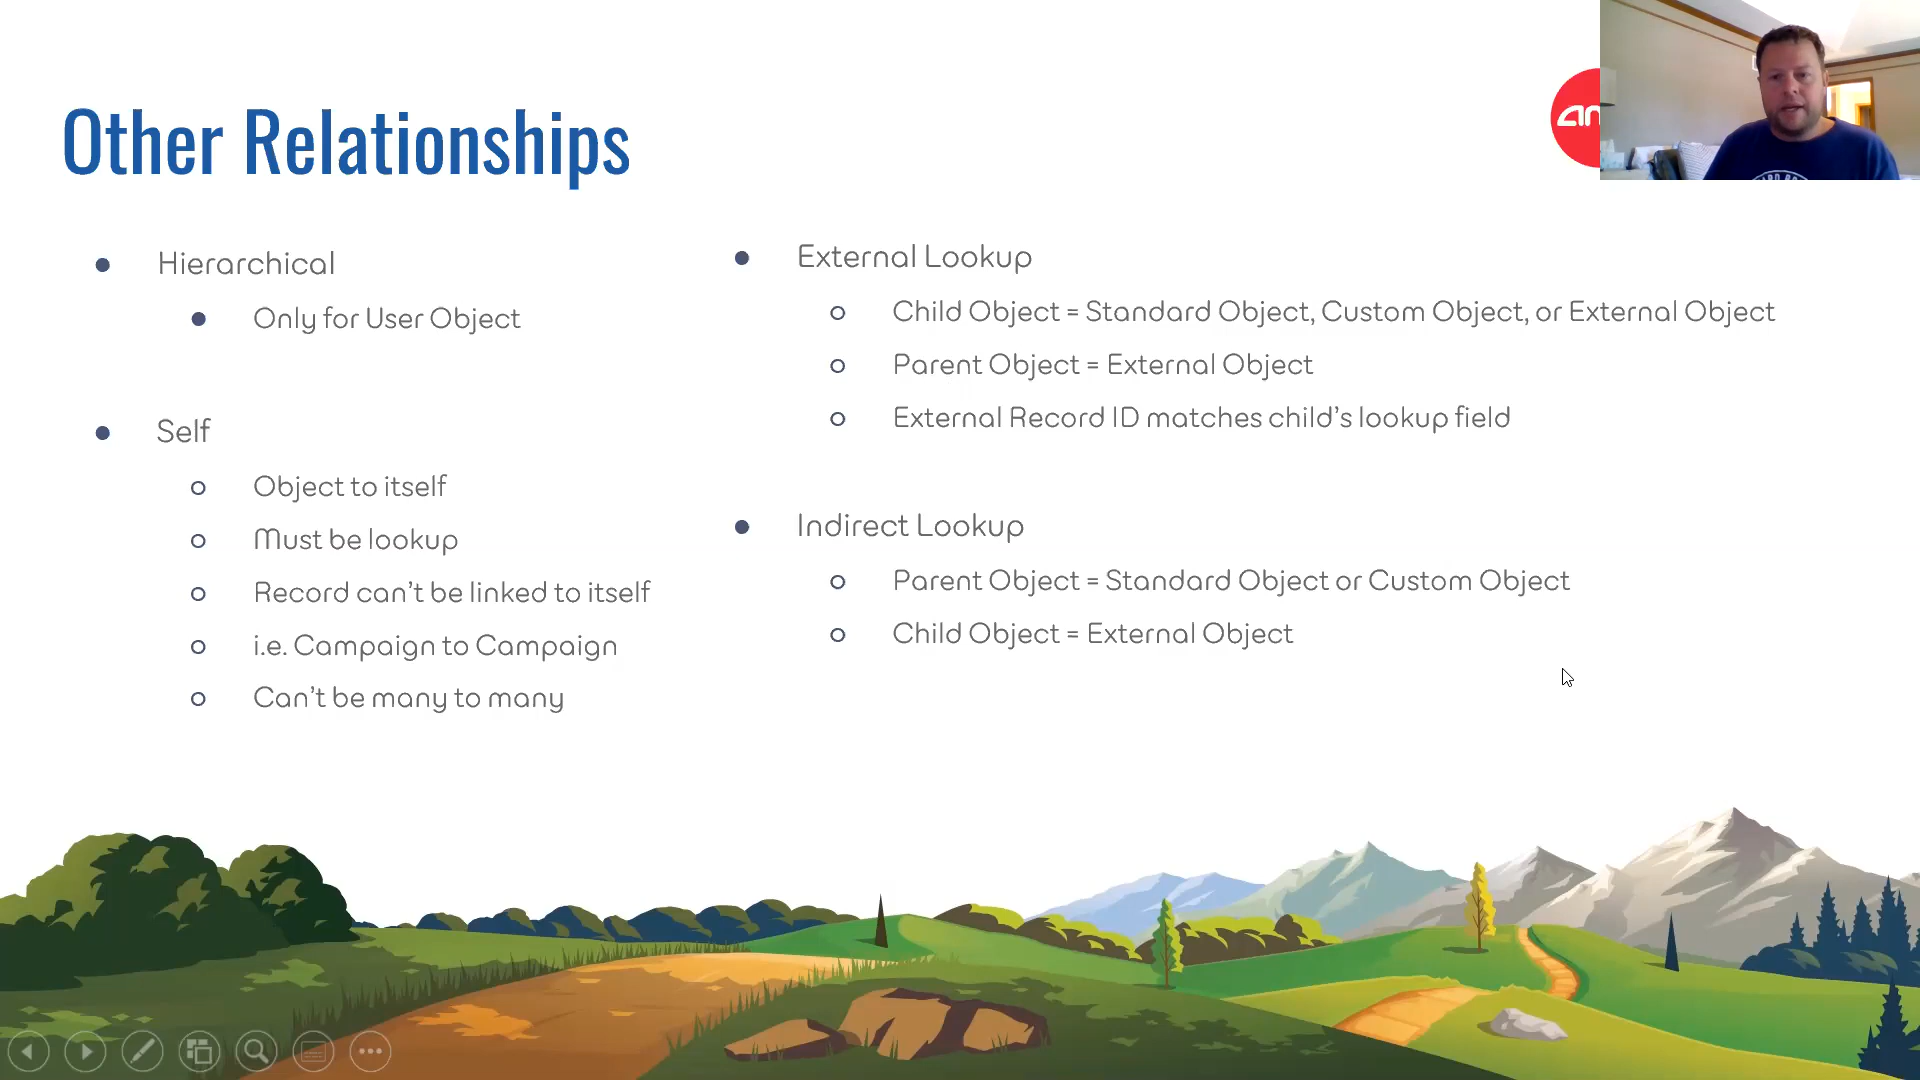 Other Relationships
Hierarchical
Only for User Object
Self
Object to itself
Must be lookup
Record can't be linked to itself
i.e. Campaign to Campaign
Can't be many to many
External Lookup
Child Object = Standard Object, Custom Object, or External Object
Parent Object = External Object
External Record ID matches child's lookup field
Indirect Lookup
Parent Object = Standard Object or Custom Object
Child Object = External Object